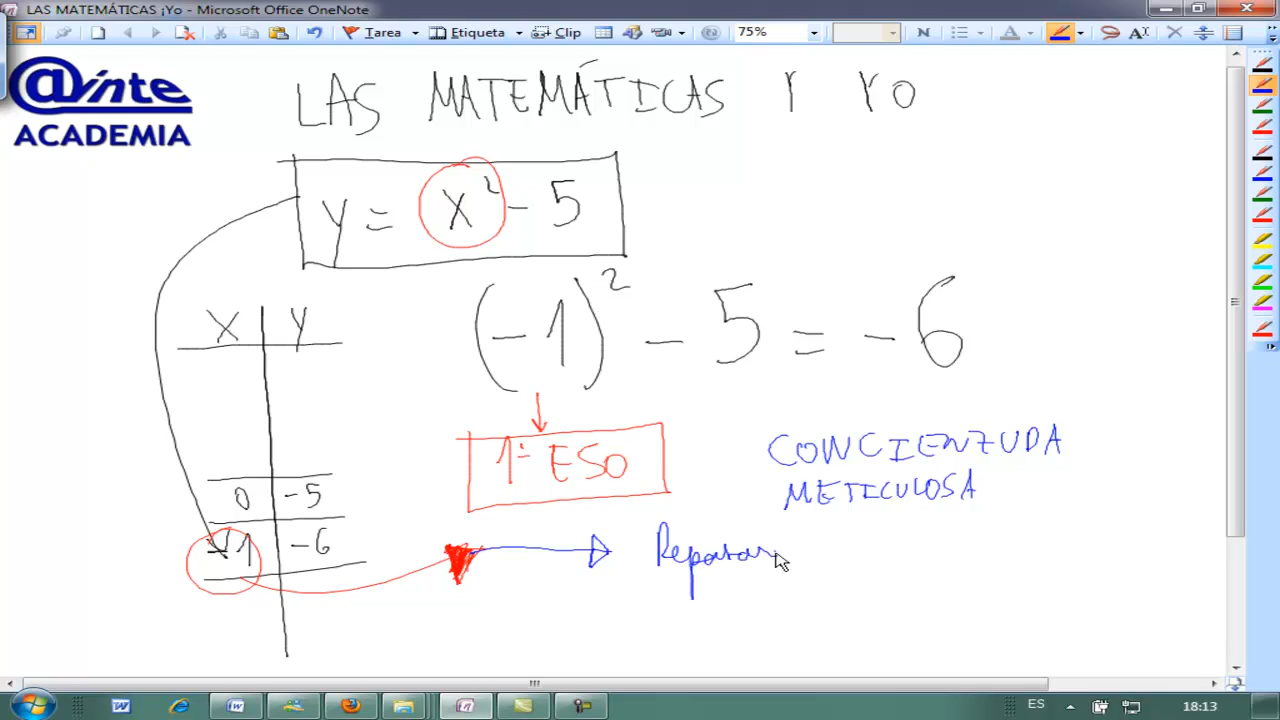 LAS MATEMÁTICAS ¡Yo - Microsoft Office OneNote
Tarea Etiqueta Clip 75% N A
@inte
ACADEMIA
LAS MATEMÁTICAS Y YO
y = x² - 5
X Y
(-1)² - 5 = -6
1º ESO
CONCIENZUDA
METICULOSA
0 -5
-1 -6
Repasar
ES 18:13